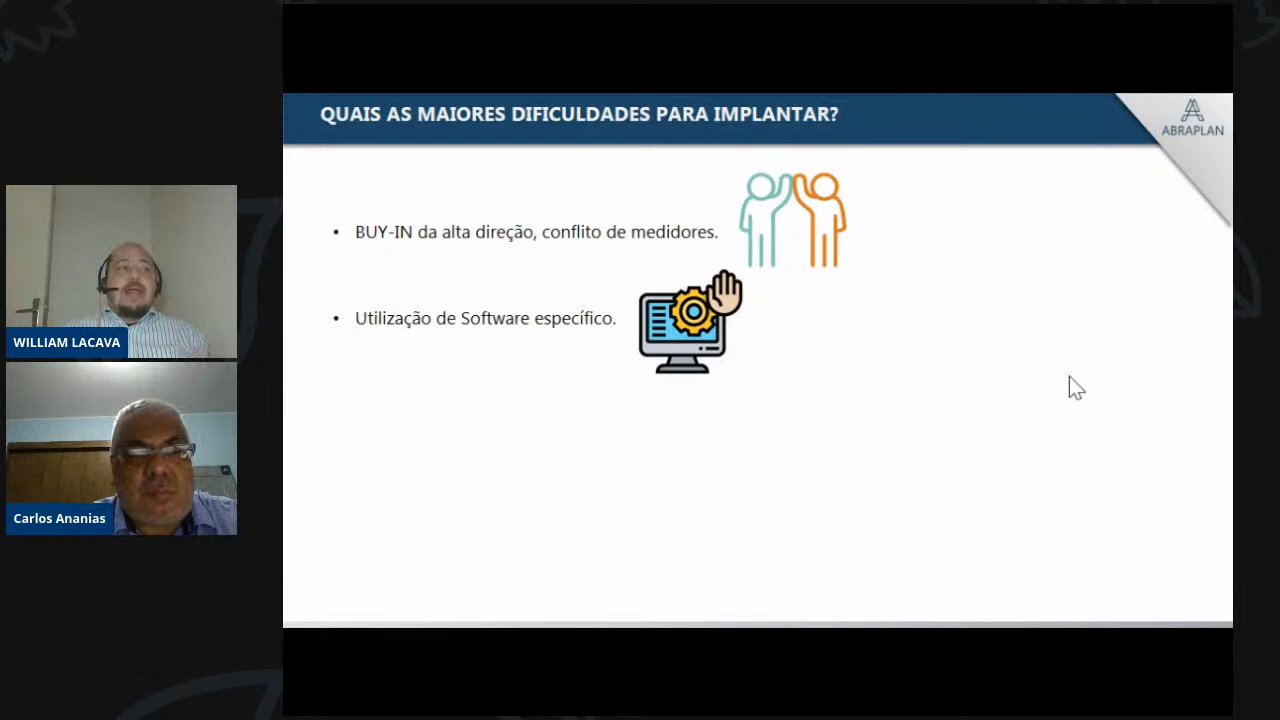 QUAIS AS MAIORES DIFICULDADES PARA IMPLANTAR?
ABRAPLAN
• BUY-IN da alta direção, conflito de medidores.
• Utilização de Software específico.
WILLIAM LACAVA
Carlos Ananias